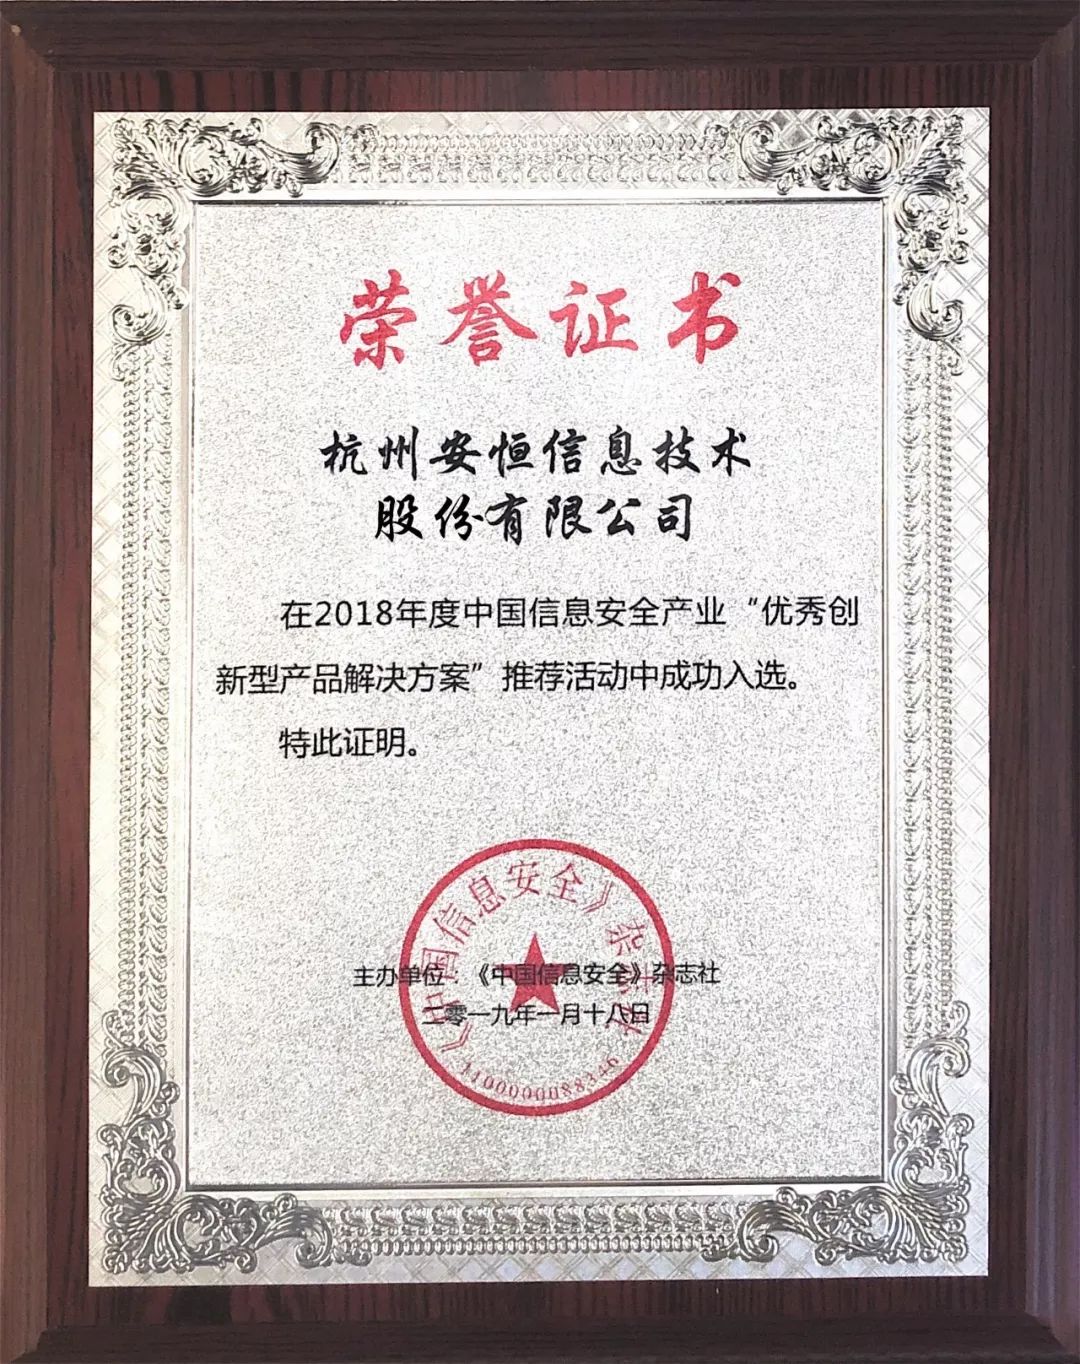 荣誉证书
杭州安恒信息技术
股份有限公司
在2018年度中国信息安全产业“优秀创
新型产品解决方案”推荐活动中成功入选。
特此证明。
《中国信息安全》杂志社
主办单位 《中国信息安全》杂志社
二零一九年一月十八日
1100000088346